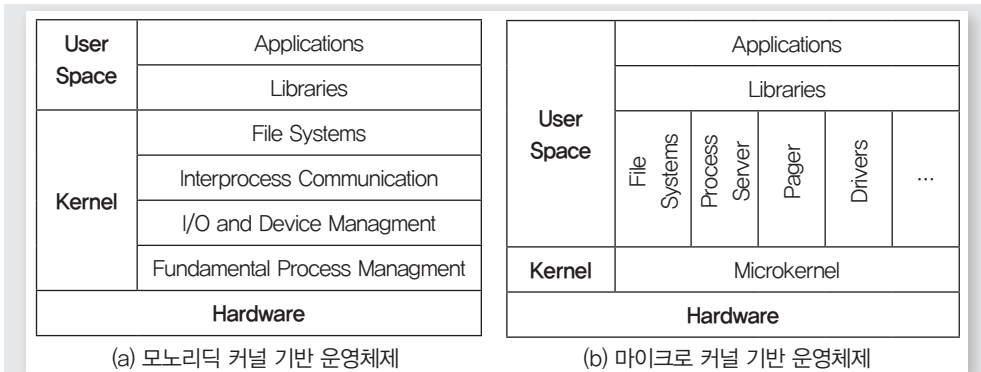 User
Space
Applications
Libraries
Kernel
File Systems
Interprocess Communication
I/O and Device Managment
Fundamental Process Managment
Hardware
(a) 모노리딕 커널 기반 운영체제
User
Space
Applications
Libraries
File
Systems
Process
Server
Pager
Drivers
...
Kernel
Microkernel
Hardware
(b) 마이크로 커널 기반 운영체제